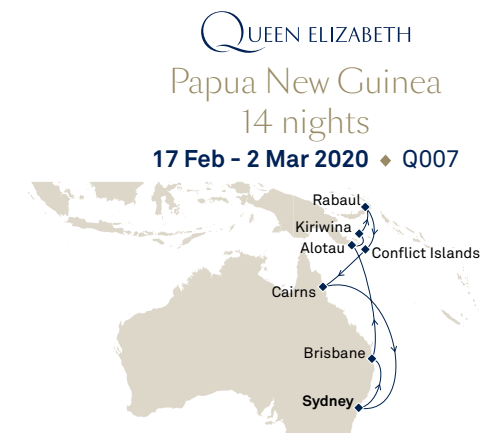 QUEEN ELIZABETH
Papua New Guinea
14 nights
17 Feb - 2 Mar 2020 ◆ Q007
Rabaul
Kiriwina
Alotau
Conflict Islands
Cairns
Brisbane
Sydney